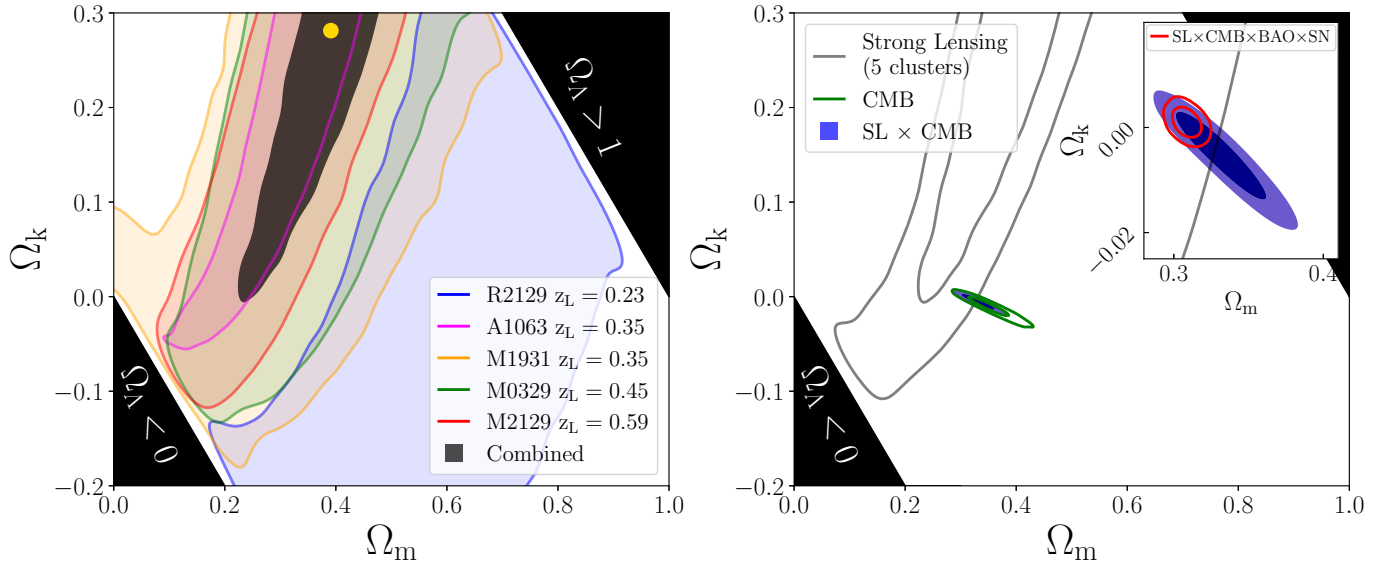 0.3
0.2
0.1
0.0
−0.1
−0.2
Ωk
0.0
0.2
0.4
0.6
0.8
1.0
Ωm
ΩΛ > 1
ΩΛ < 0
R2129 zL = 0.23
A1063 zL = 0.35
M1931 zL = 0.35
M0329 zL = 0.45
M2129 zL = 0.59
Combined
0.3
0.2
0.1
0.0
−0.1
−0.2
Ωk
0.0
0.2
0.4
0.6
0.8
1.0
Ωm
ΩΛ < 0
Strong Lensing
(5 clusters)
CMB
SL × CMB
SL×CMB×BAO×SN
Ωk
0.00
−0.02
0.3
0.4
Ωm